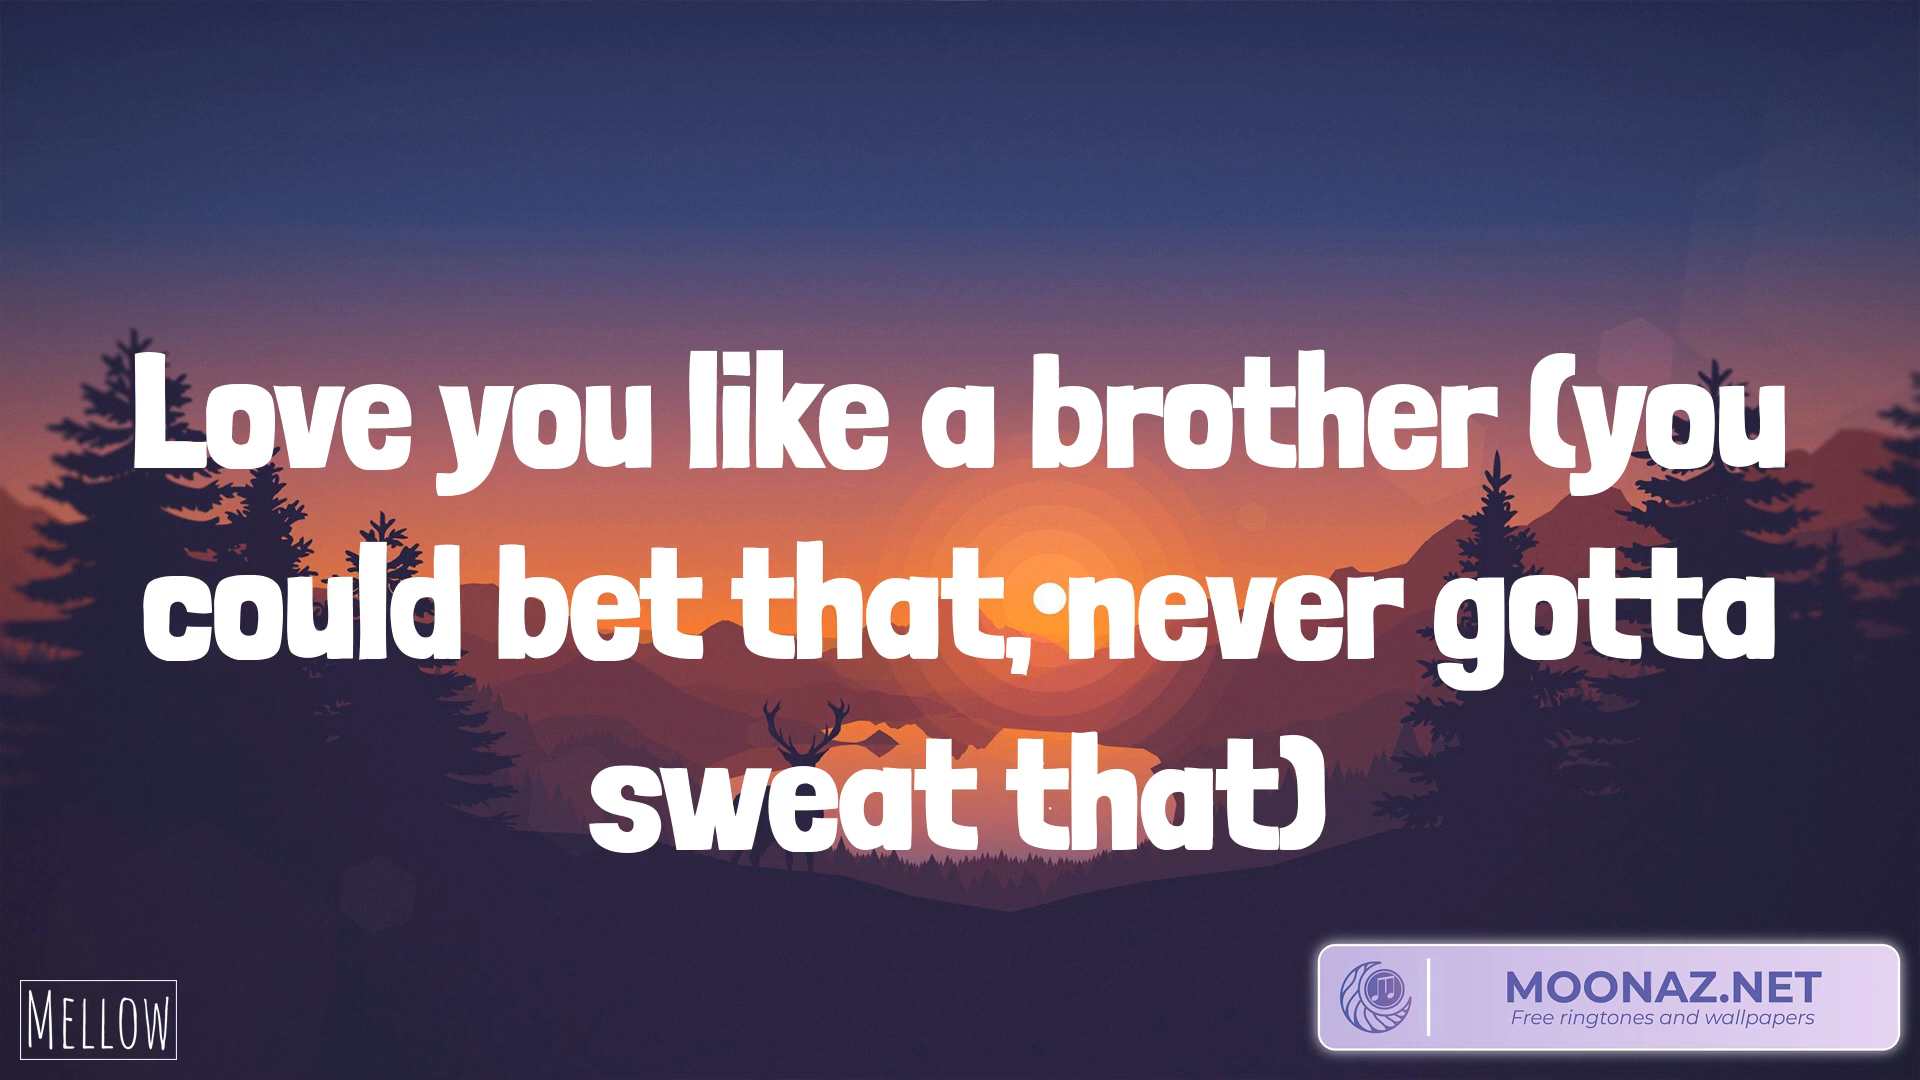 Love you like a brother (you
could bet that, never gotta
sweat that)
MELLOW
MOONAZ.NET
Free ringtones and wallpapers